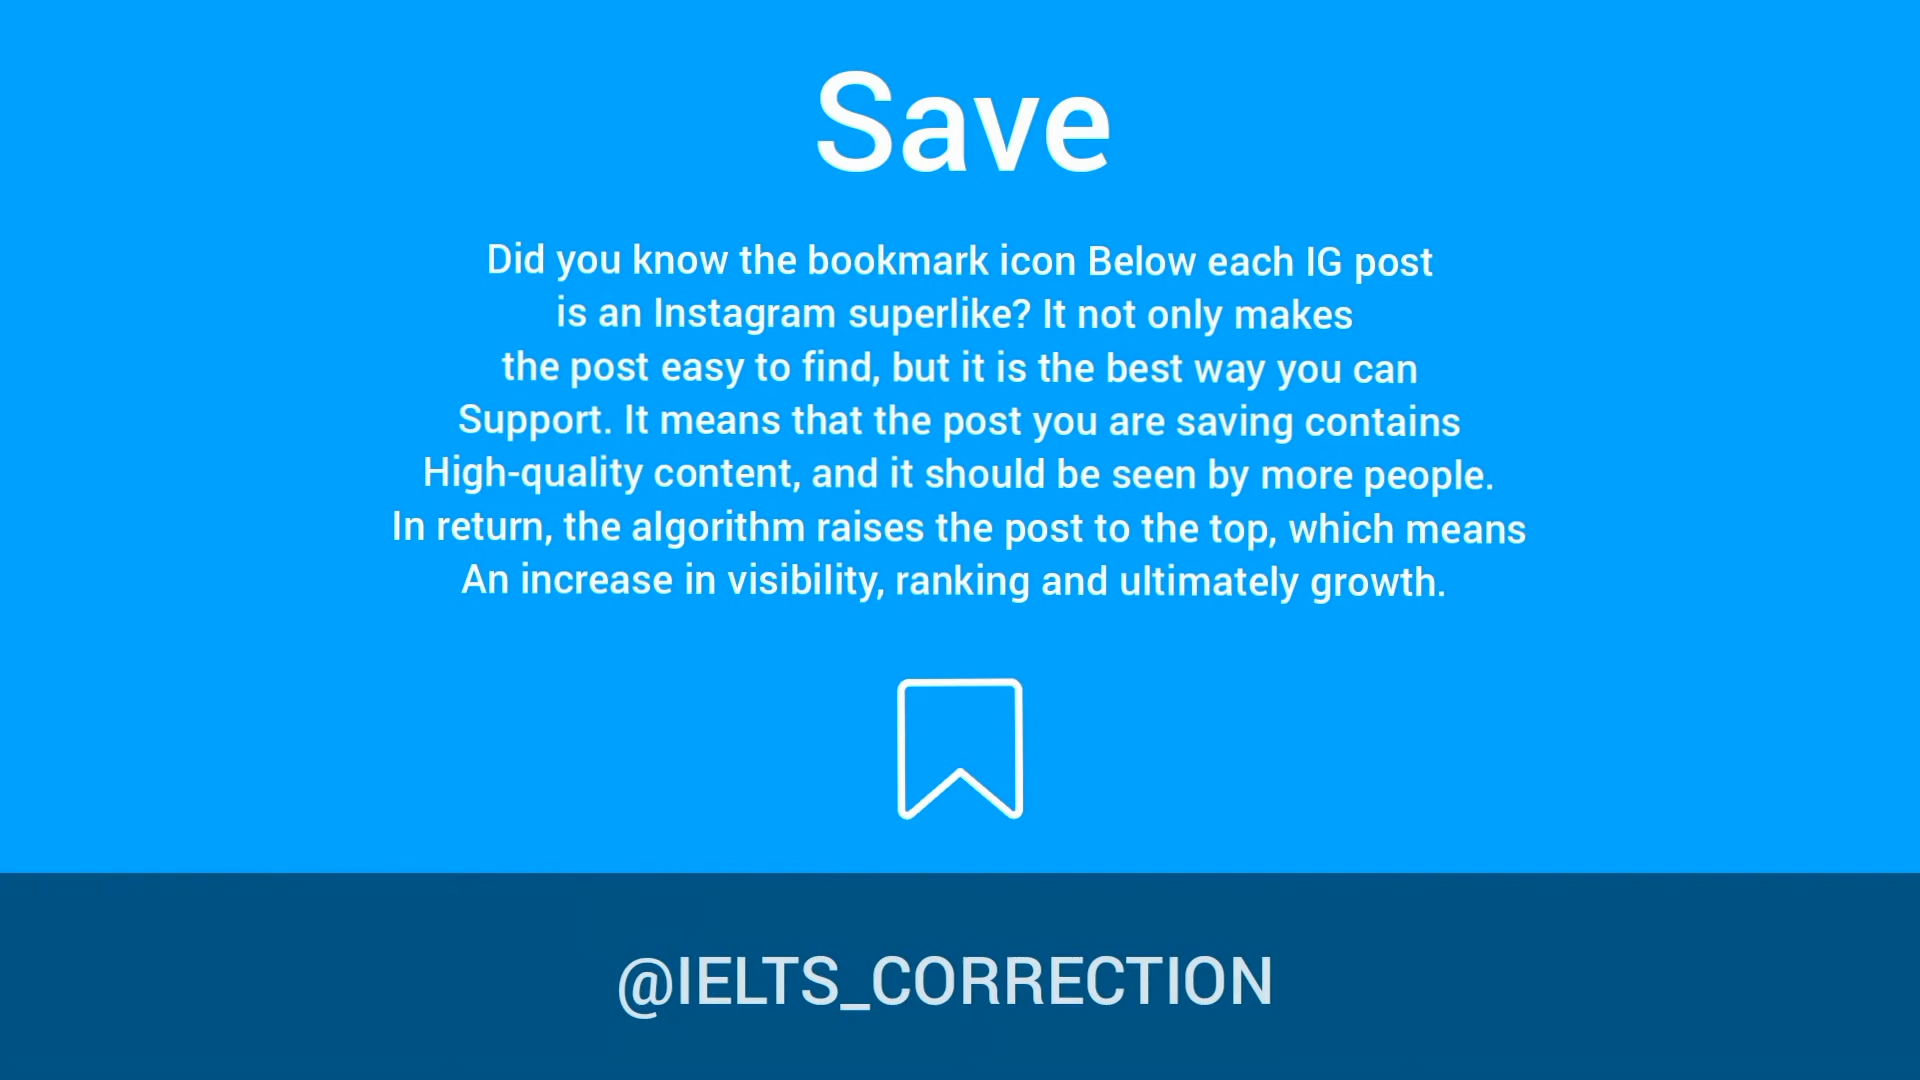 Save
Did you know the bookmark icon Below each IG post
is an Instagram superlike? It not only makes
the post easy to find, but it is the best way you can
Support. It means that the post you are saving contains
High-quality content, and it should be seen by more people.
In return, the algorithm raises the post to the top, which means
An increase in visibility, ranking and ultimately growth.
@IELTS_CORRECTION